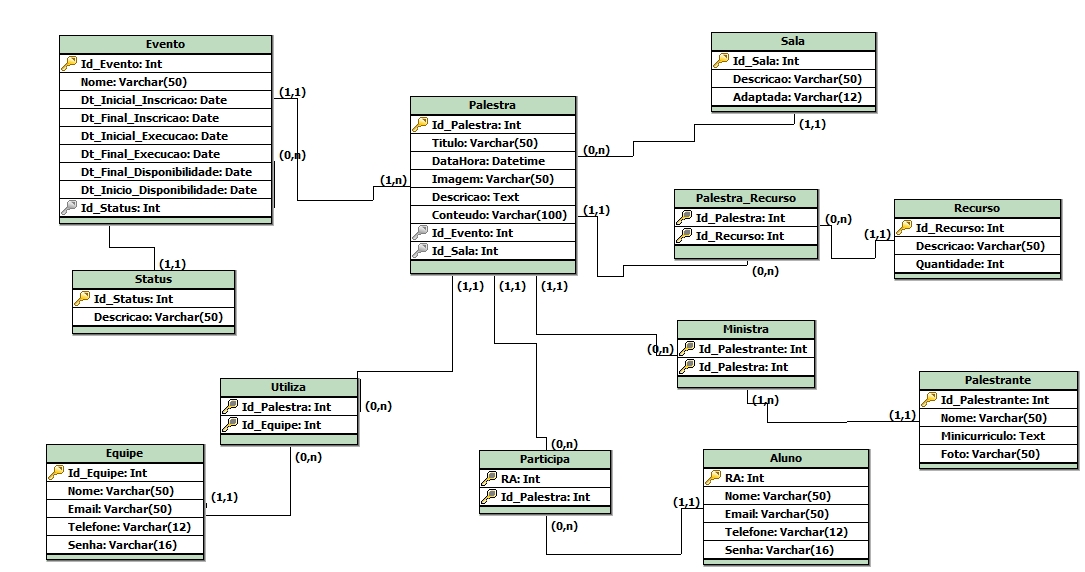 Evento
Id_Evento: Int
Nome: Varchar(50)
Dt_Inicial_Inscricao: Date
Dt_Final_Inscricao: Date
Dt_Inicial_Execucao: Date
Dt_Final_Execucao: Date
Dt_Final_Disponibilidade: Date
Dt_Inicio_Disponibilidade: Date
Id_Status: Int
(1,1)
(0,n)
(1,n)
(1,1)
Status
Id_Status: Int
Descricao: Varchar(50)
Palestra
Id_Palestra: Int
Titulo: Varchar(50)
DataHora: Datetime
Imagem: Varchar(50)
Descricao: Text
Conteudo: Varchar(100)
Id_Evento: Int
Id_Sala: Int
(0,n)
(1,1)
(1,1)
(1,1)
(1,1)
Sala
Id_Sala: Int
Descricao: Varchar(50)
Adaptada: Varchar(12)
(1,1)
Palestra_Recurso
Id_Palestra: Int
Id_Recurso: Int
(0,n)
(0,n)
(1,1)
Recurso
Id_Recurso: Int
Descricao: Varchar(50)
Quantidade: Int
Ministra
Id_Palestrante: Int
Id_Palestra: Int
(0,n)
(1,n)
(1,1)
Palestrante
Id_Palestrante: Int
Nome: Varchar(50)
Minicurriculo: Text
Foto: Varchar(50)
Utiliza
Id_Palestra: Int
Id_Equipe: Int
(0,n)
(0,n)
(1,1)
Equipe
Id_Equipe: Int
Nome: Varchar(50)
Email: Varchar(50)
Telefone: Varchar(12)
Senha: Varchar(16)
(0,n)
Participa
RA: Int
Id_Palestra: Int
(0,n)
(1,1)
Aluno
RA: Int
Nome: Varchar(50)
Email: Varchar(50)
Telefone: Varchar(12)
Senha: Varchar(16)